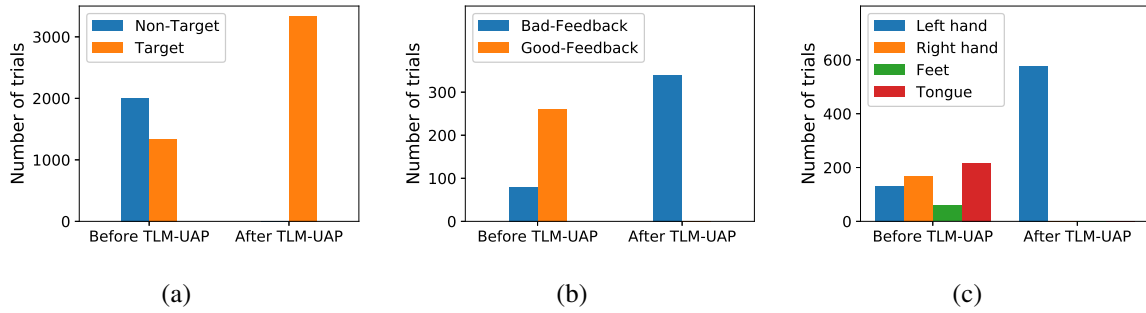 Non-Target
Target
3000
2000
1000
0
Number of trials
Before TLM-UAP After TLM-UAP
(a)
Bad-Feedback
Good-Feedback
300
200
100
0
Number of trials
Before TLM-UAP After TLM-UAP
(b)
Left hand
Right hand
Feet
Tongue
600
400
200
0
Number of trials
Before TLM-UAP After TLM-UAP
(c)